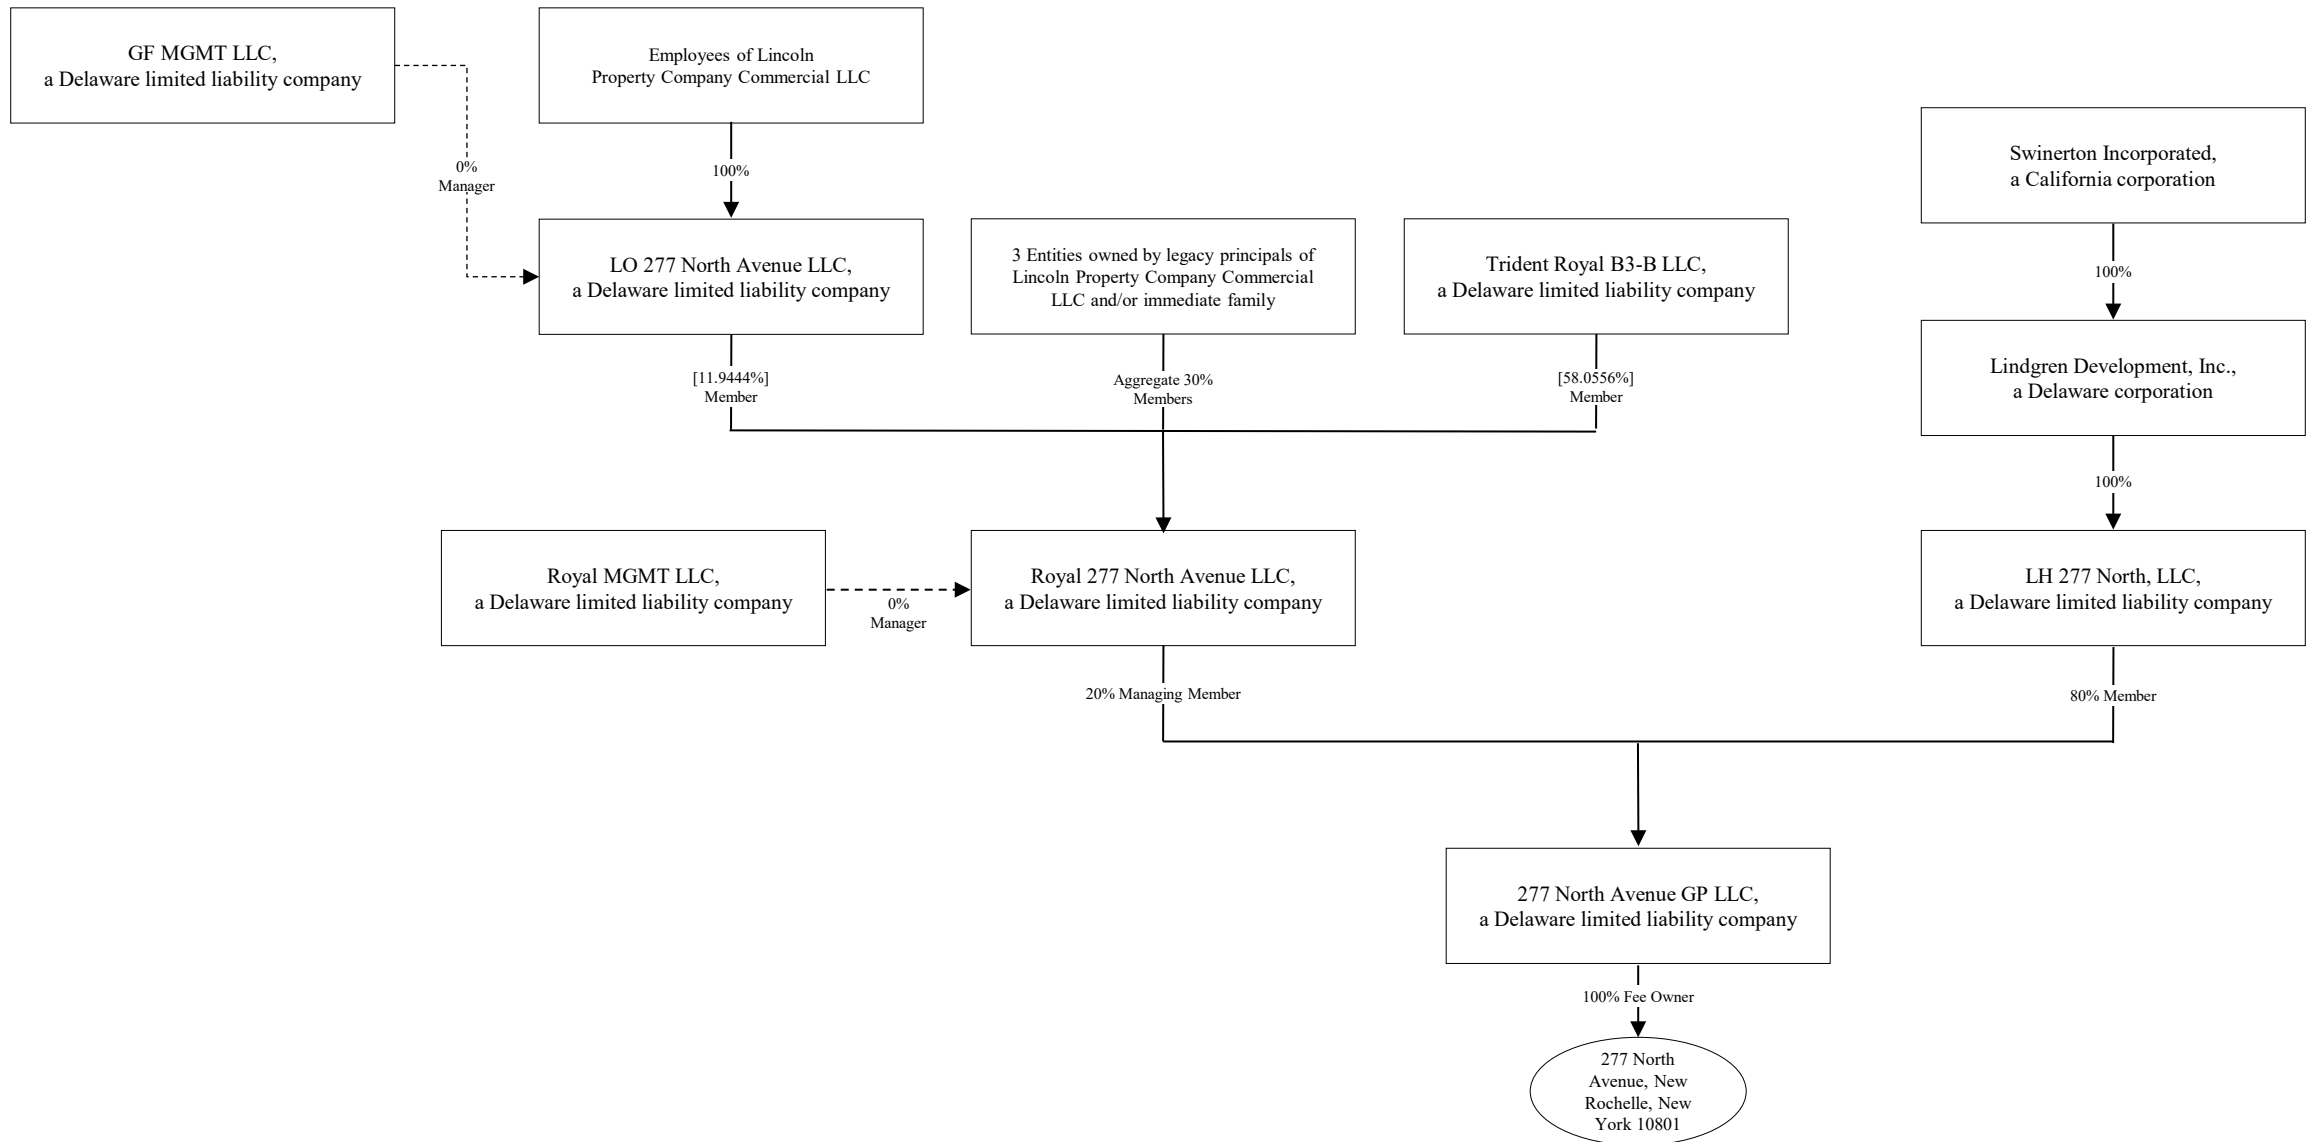 GF MGMT LLC,
a Delaware limited liability company
Employees of Lincoln
Property Company Commercial LLC
Swinerton Incorporated,
a California corporation
0%
Manager
100%
LO 277 North Avenue LLC,
a Delaware limited liability company
3 Entities owned by legacy principals of
Lincoln Property Company Commercial
LLC and/or immediate family
Trident Royal B3-B LLC,
a Delaware limited liability company
100%
Lindgren Development, Inc.,
a Delaware corporation
[11.9444%]
Member
Aggregate 30%
Members
[58.0556%]
Member
100%
Royal MGMT LLC,
a Delaware limited liability company
0%
Manager
Royal 277 North Avenue LLC,
a Delaware limited liability company
LH 277 North, LLC,
a Delaware limited liability company
20% Managing Member
80% Member
277 North Avenue GP LLC,
a Delaware limited liability company
100% Fee Owner
277 North
Avenue, New
Rochelle, New
York 10801